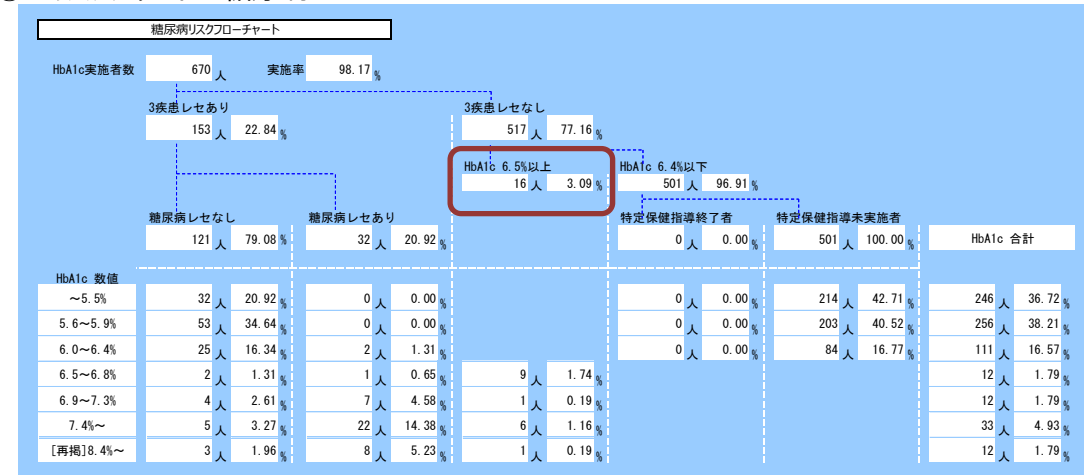 糖尿病リスクフローチャート
HbA1c実施者数 670 人 実施率 98.17 %
3疾患レセあり 3疾患レセなし
153 人 22.84 % 517 人 77.16 %
HbA1c 6.5%以上 HbA1c 6.4%以下
16 人 3.09 % 501 人 96.91 %
糖尿病レセなし 糖尿病レセあり 特定保健指導終了者 特定保健指導未実施者
121 人 79.08 % 32 人 20.92 % 0 人 0.00 % 501 人 100.00 % HbA1c 合計
HbA1c 数値
～5.5% 32 人 20.92 % 0 人 0.00 % 0 人 0.00 % 214 人 42.71 % 246 人 36.72 %
5.6～5.9% 53 人 34.64 % 0 人 0.00 % 0 人 0.00 % 203 人 40.52 % 256 人 38.21 %
6.0～6.4% 25 人 16.34 % 2 人 1.31 % 0 人 0.00 % 84 人 16.77 % 111 人 16.57 %
6.5～6.8% 2 人 1.31 % 1 人 0.65 % 9 人 1.74 % 12 人 1.79 %
6.9～7.3% 4 人 2.61 % 7 人 4.58 % 1 人 0.19 % 12 人 1.79 %
7.4%～ 5 人 3.27 % 22 人 14.38 % 6 人 1.16 % 33 人 4.93 %
[再掲]8.4%～ 3 人 1.96 % 8 人 5.23 % 1 人 0.19 % 12 人 1.79 %